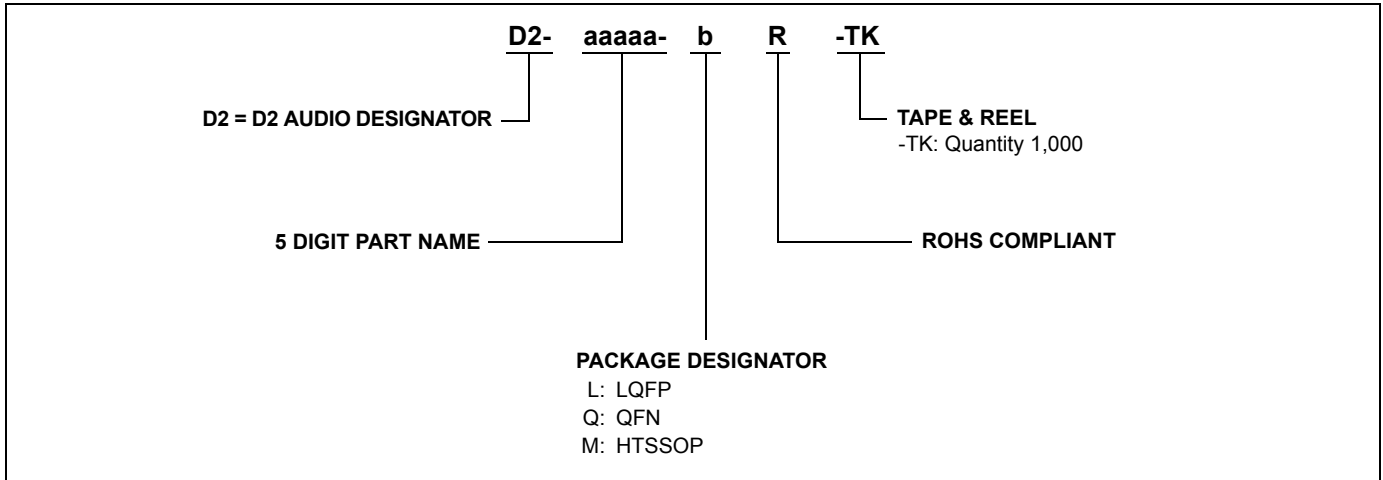 D2- aaaaa- b R -TK
D2 = D2 AUDIO DESIGNATOR
TAPE & REEL
-TK: Quantity 1,000
5 DIGIT PART NAME
ROHS COMPLIANT
PACKAGE DESIGNATOR
L: LQFP
Q: QFN
M: HTSSOP